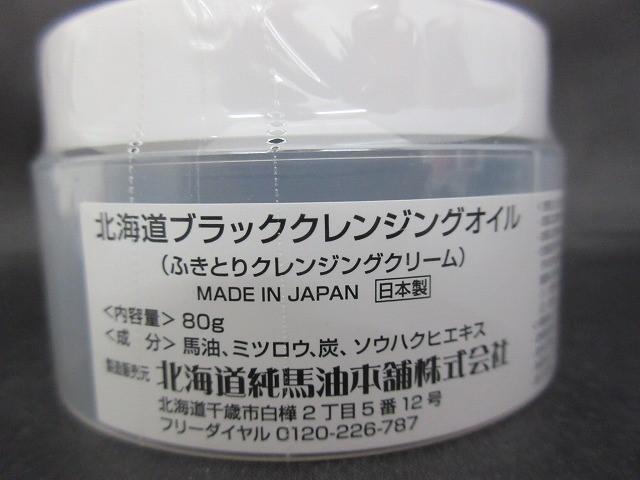 北海道ブラッククレンジングオイル
（ふきとりクレンジングクリーム）
MADE IN JAPAN 日本製
＜内容量＞ 80g
＜成　分＞ 馬油、ミツロウ、炭、ソウハクヒエキス
製造販売元 北海道純馬油本舗株式会社
北海道千歳市白樺２丁目５番12号
フリーダイヤル 0120-226-787